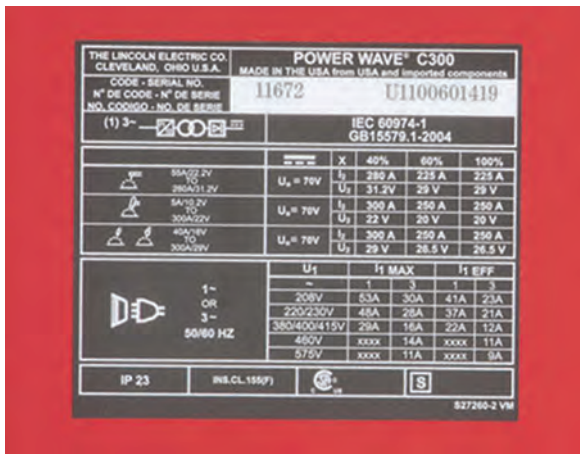 THE LINCOLN ELECTRIC CO.
CLEVELAND, OHIO U.S.A.
POWER WAVE® C300
MADE IN THE USA from USA and imported components
CODE - SERIAL NO.
N° DE CODE - N° DE SERIE
NO. CODIGO - NO. DE SERIE
11672 U1100601419
(1) 3~
IEC 60974-1
GB15579.1-2004
X 40% 60% 100%
55A/22.2V
TO
280A/31.2V
U₀= 70V
I₂ 280 A 225 A 225 A
U₂ 31.2V 29 V 29 V
5A/10.2V
TO
300A/22V
U₀= 70V
I₂ 300 A 250 A 250 A
U₂ 22 V 20 V 20 V
40A/16V
TO
300A/29V
U₀= 70V
I₂ 300 A 250 A 250 A
U₂ 29 V 26.5 V 26.5 V
1~
OR
3~
50/60 HZ
U1 I1 MAX I1 EFF
~ 1 3 1 3
208V 53A 30A 41A 23A
220/230V 48A 28A 37A 21A
380/400/415V 29A 16A 22A 12A
460V xxxx 14A xxxx 11A
575V xxxx 11A xxxx 9A
IP 23 INS.CL.155(F) C US S
S27260-2 VM